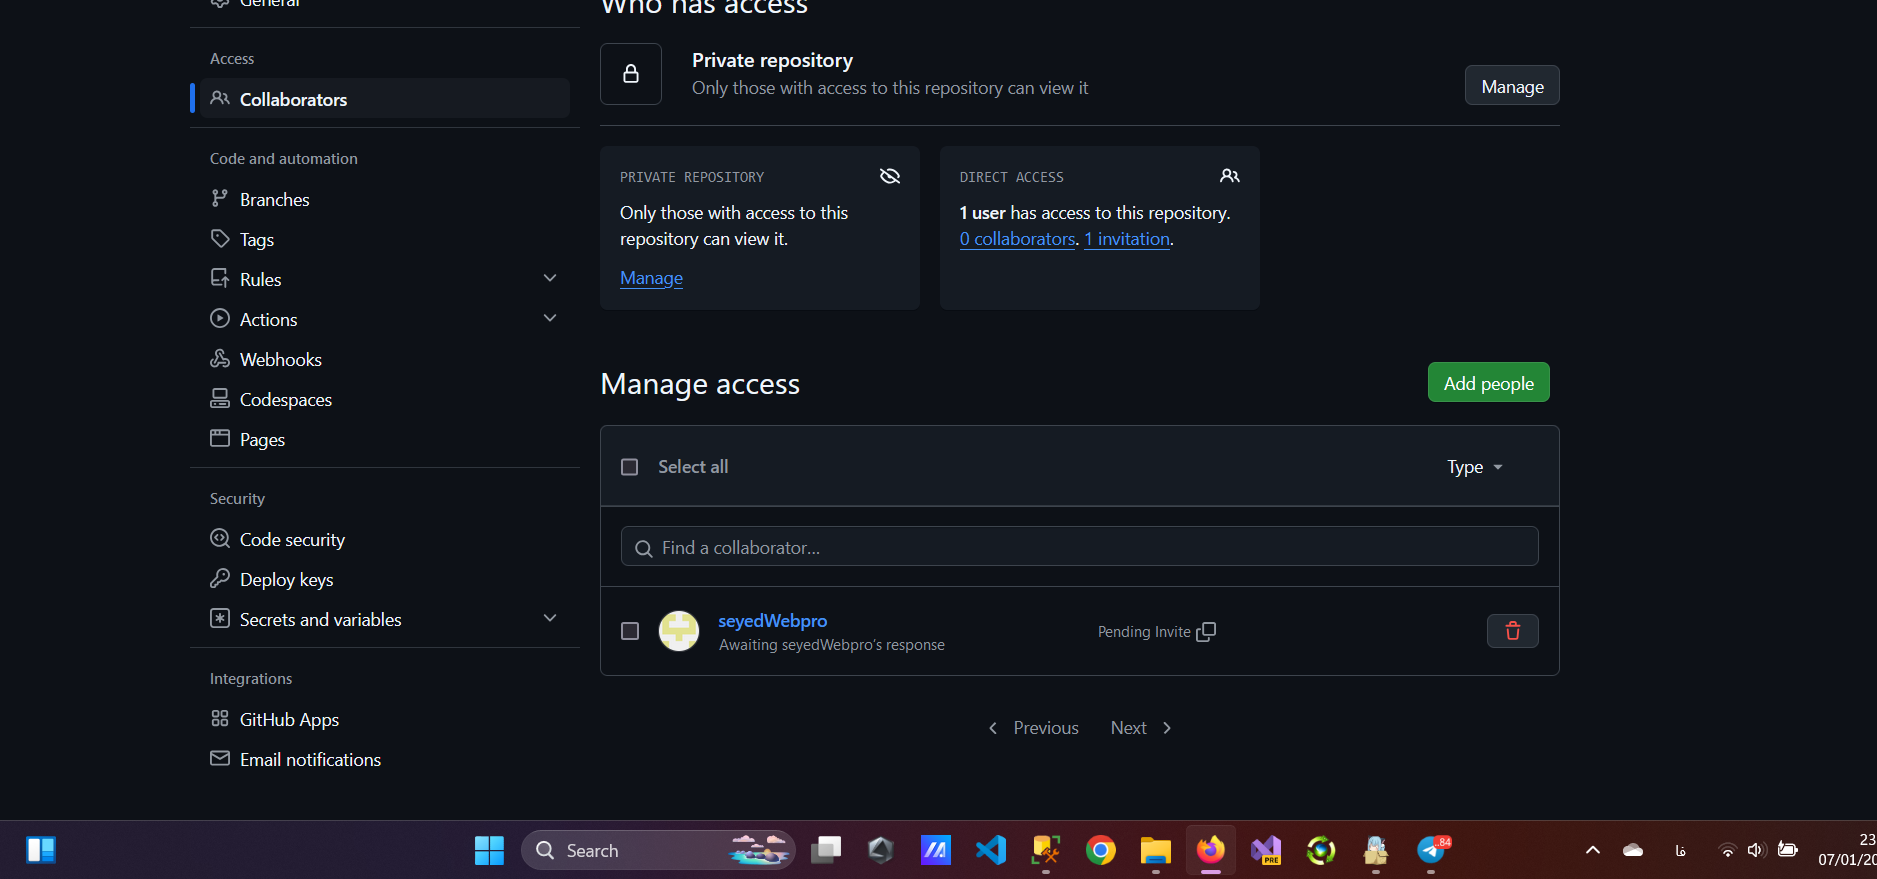 General
Access
Collaborators
Code and automation
Branches
Tags
Rules
Actions
Webhooks
Codespaces
Pages
Security
Code security
Deploy keys
Secrets and variables
Integrations
GitHub Apps
Email notifications
Who has access
Private repository
Only those with access to this repository can view it
Manage
PRIVATE REPOSITORY
Only those with access to this
repository can view it.
Manage
DIRECT ACCESS
1 user has access to this repository.
0 collaborators. 1 invitation.
Manage access
Add people
Select all
Type
Find a collaborator...
seyedWebpro
Awaiting seyedWebpro's response
Pending Invite
Previous
Next
Search
PRE
..84
فا
23
07/01/20